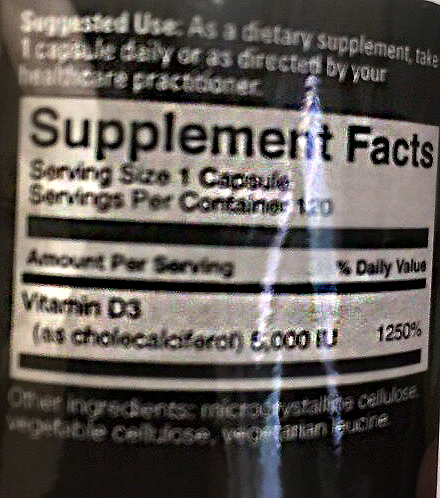 Suggested Use: As a dietary supplement, take
1 capsule daily or as directed by your
healthcare practitioner.
Supplement Facts
Serving Size 1 Capsule
Servings Per Container 120
Amount Per Serving % Daily Value
Vitamin D3
(as cholecalciferol) 5,000 IU 1250%
Other ingredients: microcrystalline cellulose,
vegetable cellulose, vegetarian leucine